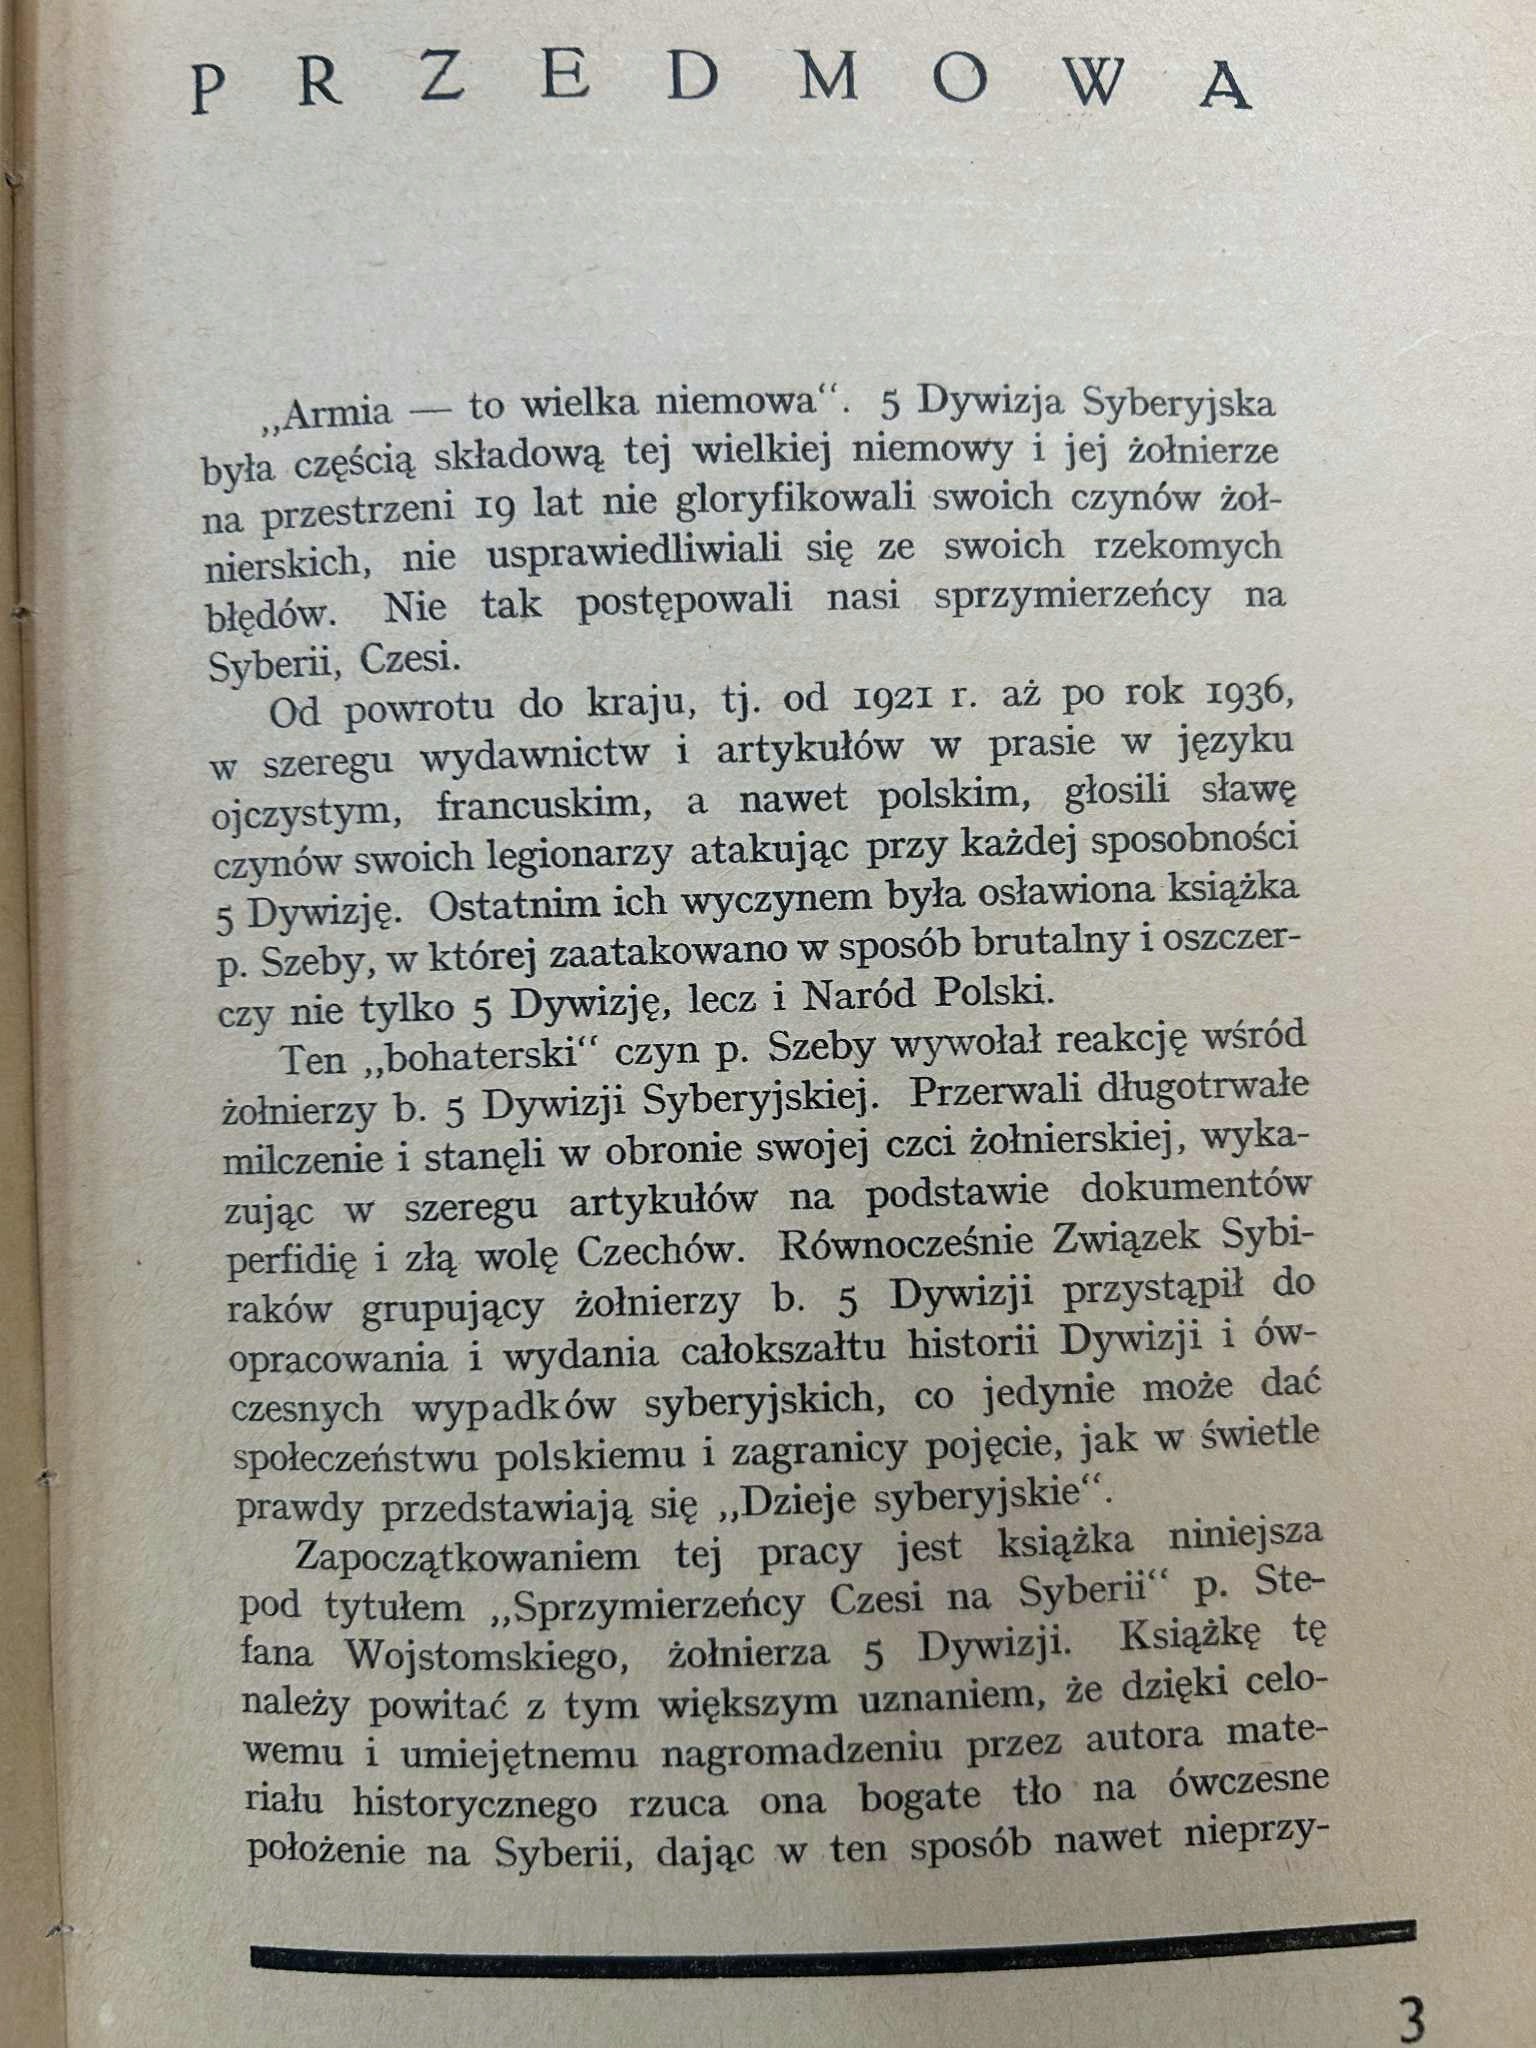 PRZEDMOWA
„Armia — to wielka niemowa“. 5 Dywizja Syberyjska
była częścią składową tej wielkiej niemowy i jej żołnierze
na przestrzeni 19 lat nie gloryfikowali swoich czynów żoł-
nierskich, nie usprawiedliwiali się ze swoich rzekomych
błędów. Nie tak postępowali nasi sprzymierzeńcy na
Syberii, Czesi.
Od powrotu do kraju, tj. od 1921 r. aż po rok 1936,
w szeregu wydawnictw i artykułów w prasie w języku
ojczystym, francuskim, a nawet polskim, głosili sławę
czynów swoich legionarzy atakując przy każdej sposobności
5 Dywizję. Ostatnim ich wyczynem była osławiona książka
p. Szeby, w której zaatakowano w sposób brutalny i oszczer-
czy nie tylko 5 Dywizję, lecz i Naród Polski.
Ten „bohaterski“ czyn p. Szeby wywołał reakcję wśród
żołnierzy b. 5 Dywizji Syberyjskiej. Przerwali długotrwałe
milczenie i stanęli w obronie swojej czci żołnierskiej, wyka-
zując w szeregu artykułów na podstawie dokumentów
perfidię i złą wolę Czechów. Równocześnie Związek Sybi-
raków grupujący żołnierzy b. 5 Dywizji przystąpił do
opracowania i wydania całokształtu historii Dywizji i ów-
czesnych wypadków syberyjskich, co jedynie może dać
społeczeństwu polskiemu i zagranicy pojęcie, jak w świetle
prawdy przedstawiają się „Dzieje syberyjskie“.
Zapoczątkowaniem tej pracy jest książka niniejsza
pod tytułem „Sprzymierzeńcy Czesi na Syberii“ p. Ste-
fana Wojstomskiego, żołnierza 5 Dywizji. Książkę tę
należy powitać z tym większym uznaniem, że dzięki celo-
wemu i umiejętnemu nagromadzeniu przez autora mate-
riału historycznego rzuca ona bogate tło na ówczesne
położenie na Syberii, dając w ten sposób nawet nieprzy-
3